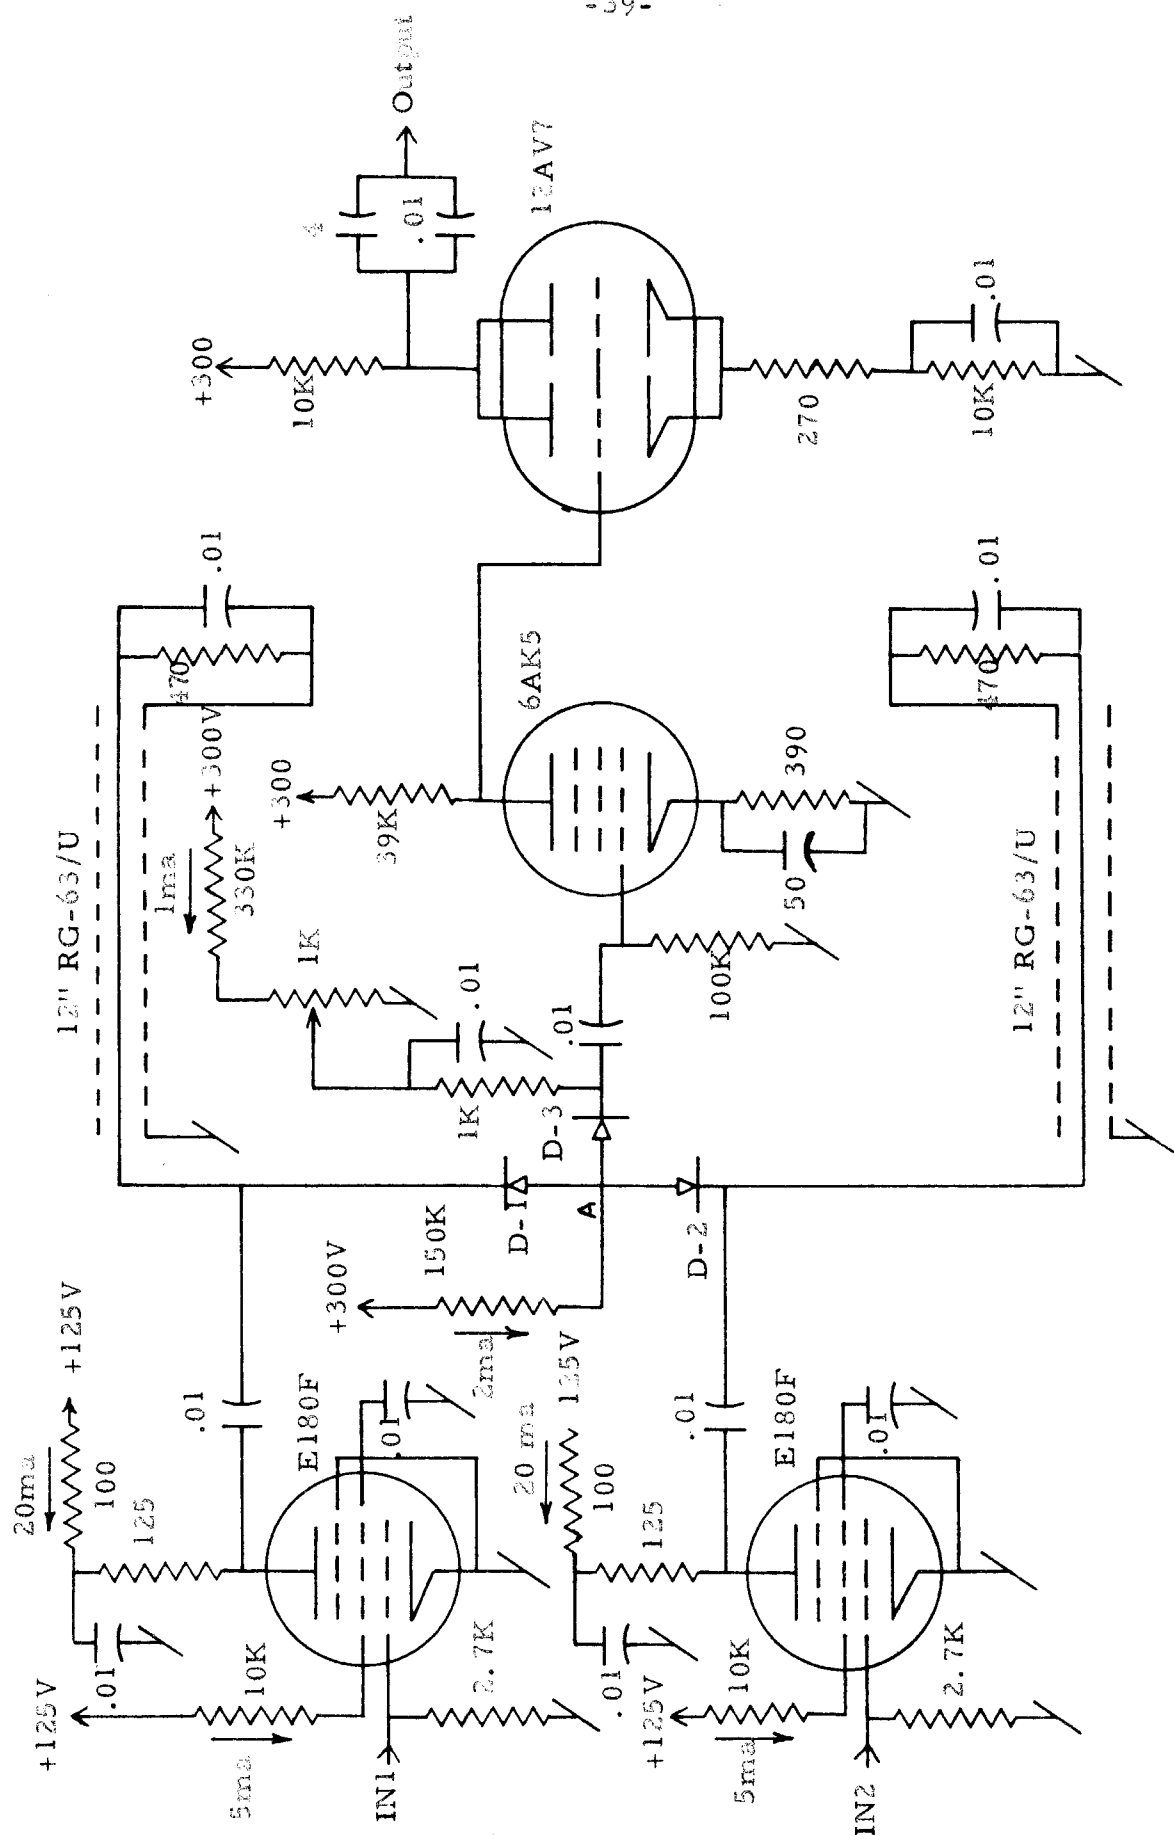 -39-
Output
4
.01
12AV7
+300
10K
270
10K
.01
12" RG-63/U
470
.01
1ma
+300V
330K
1K
.01
1K
D-3
.01
100K
+300
39K
6AK5
50
390
12" RG-63/U
470
.01
+300V
150K
2ma
D-1
A
D-2
20ma
+125V
100
125
.01
.01
+125V
10K
5ma
E180F
.01
IN1
2.7K
20 ma
125V
100
125
.01
.01
+125V
10K
5ma
E180F
.01
IN2
2.7K